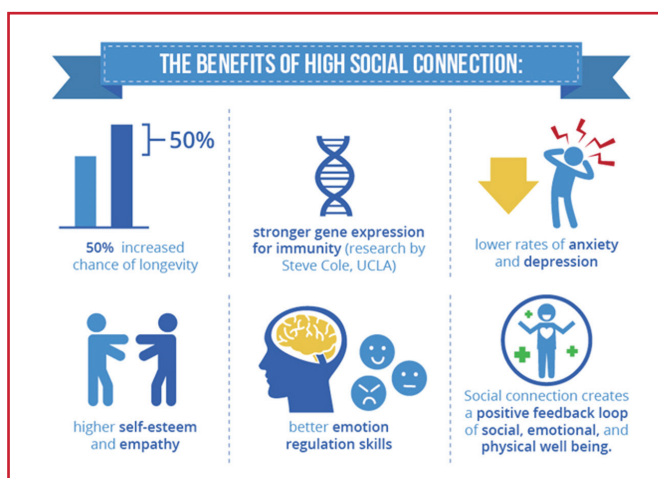 THE BENEFITS OF HIGH SOCIAL CONNECTION:
50%
50% increased
chance of longevity
stronger gene expression
for immunity (research by
Steve Cole, UCLA)
lower rates of anxiety
and depression
higher self-esteem
and empathy
better emotion
regulation skills
Social connection creates
a positive feedback loop
of social, emotional, and
physical well being.